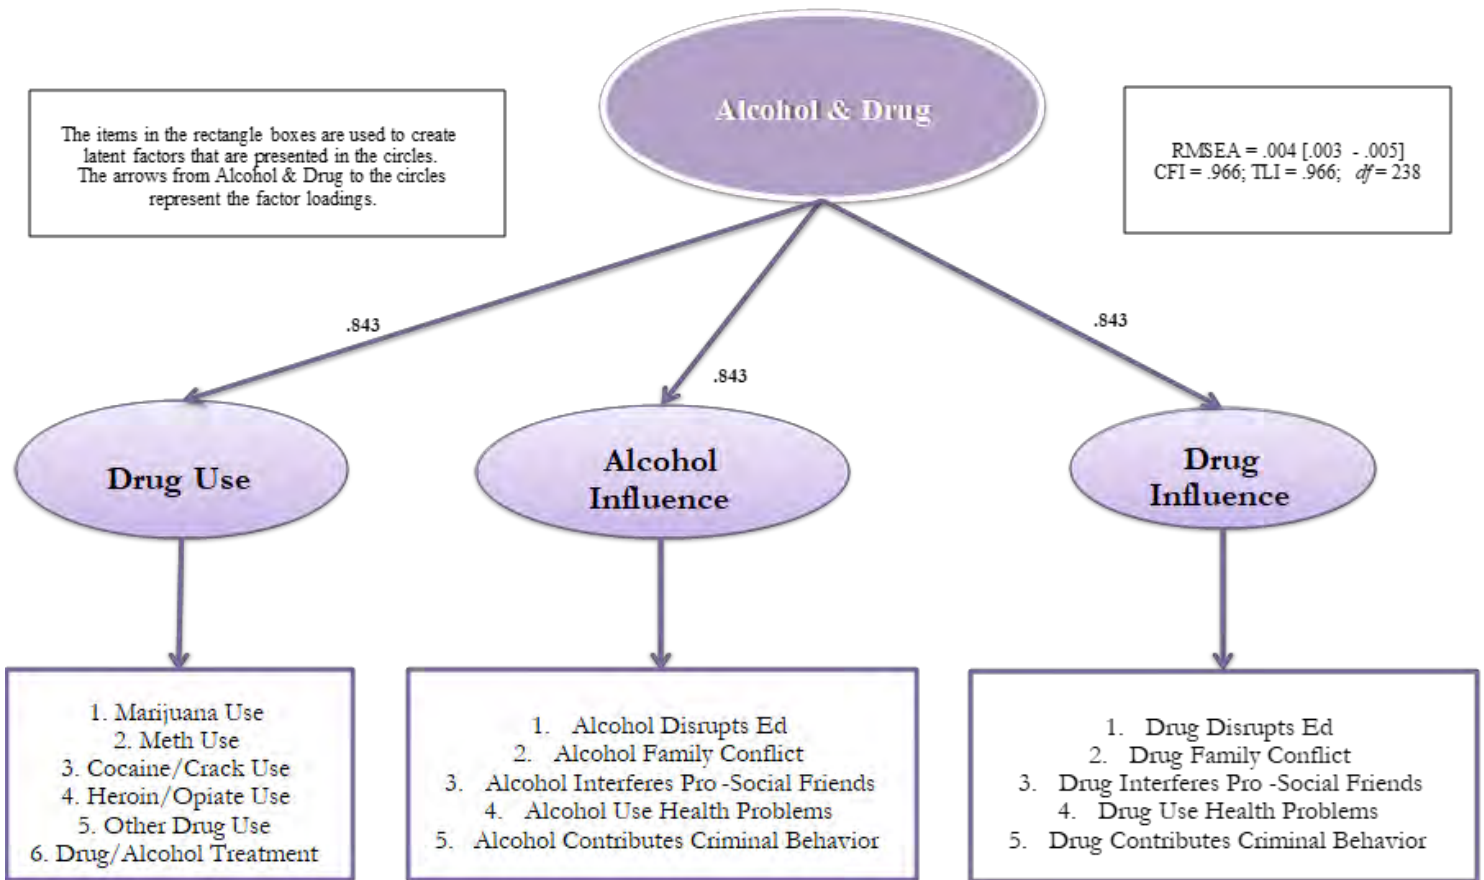 Alcohol & Drug
The items in the rectangle boxes are used to create
latent factors that are presented in the circles.
The arrows from Alcohol & Drug to the circles
represent the factor loadings.
RMSEA = .004 [.003 - .005]
CFI = .966; TLI = .966; df = 238
.843
.843
.843
Drug Use
Alcohol
Influence
Drug
Influence
1. Marijuana Use
2. Meth Use
3. Cocaine/Crack Use
4. Heroin/Opiate Use
5. Other Drug Use
6. Drug/Alcohol Treatment
1. Alcohol Disrupts Ed
2. Alcohol Family Conflict
3. Alcohol Interferes Pro -Social Friends
4. Alcohol Use Health Problems
5. Alcohol Contributes Criminal Behavior
1. Drug Disrupts Ed
2. Drug Family Conflict
3. Drug Interferes Pro -Social Friends
4. Drug Use Health Problems
5. Drug Contributes Criminal Behavior